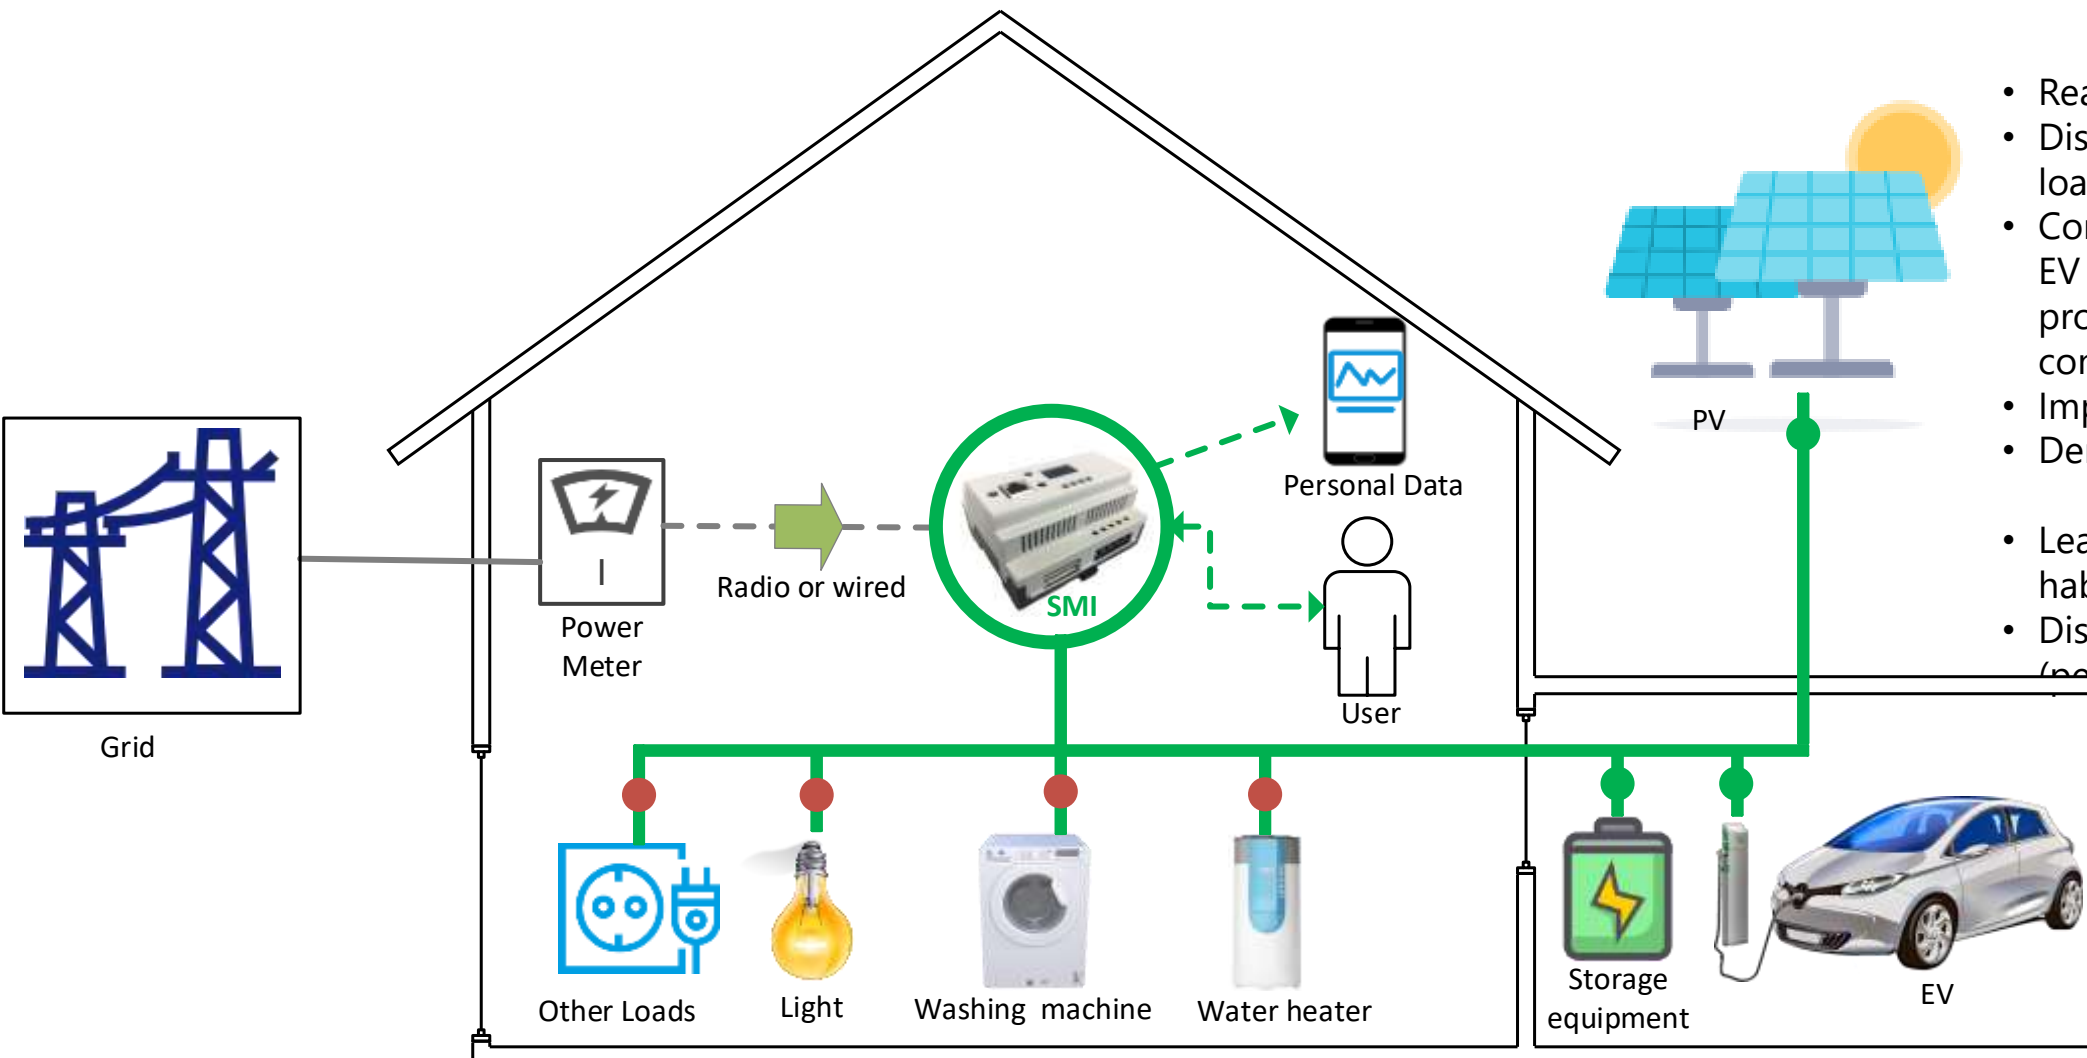 Grid
Power
Meter
Radio or wired
SMI
Personal Data
User
PV
Other Loads
Light
Washing machine
Water heater
Storage
equipment
EV
•
•
•
EV
•
•
•
•